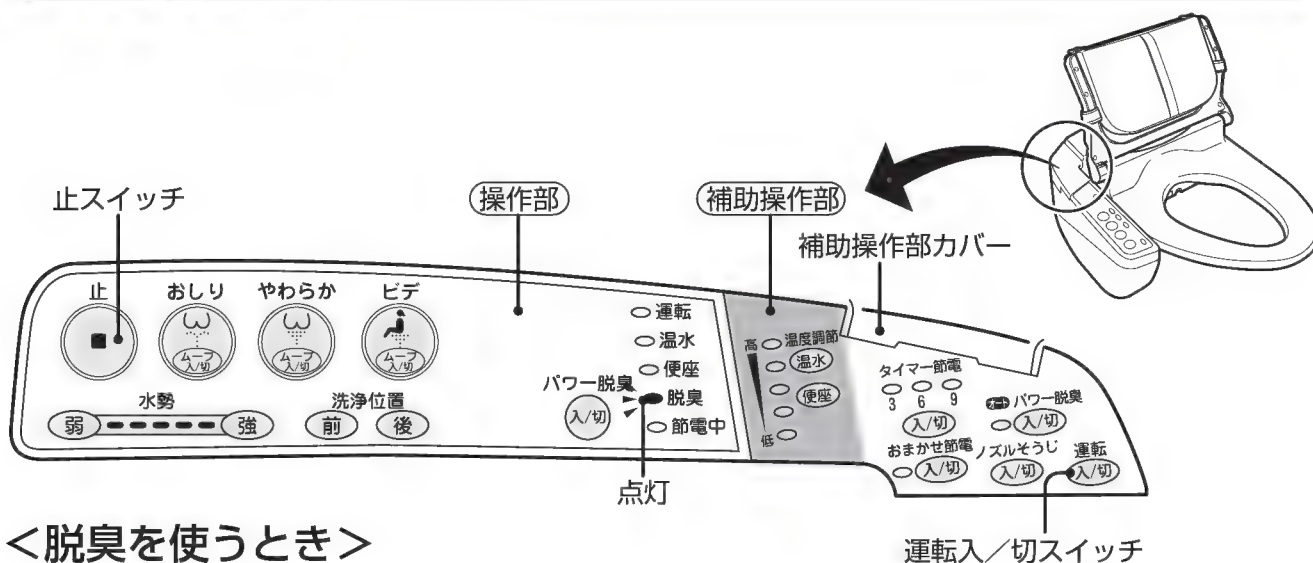 止スイッチ
操作部
補助操作部
補助操作部カバー
止
おしり
やわらか
ビデ
ムーブ
入/切
ムーブ
入/切
ムーブ
入/切
水勢
弱
強
洗浄位置
前
後
パワー脱臭
入/切
運転
温水
便座
脱臭
節電中
点灯
高
低
温度調節
温水
便座
タイマー節電
3 6 9
入/切
オート パワー脱臭
入/切
おまかせ節電
入/切
ノズルそうじ
入/切
運転
入/切
運転入／切スイッチ
＜脱臭を使うとき＞